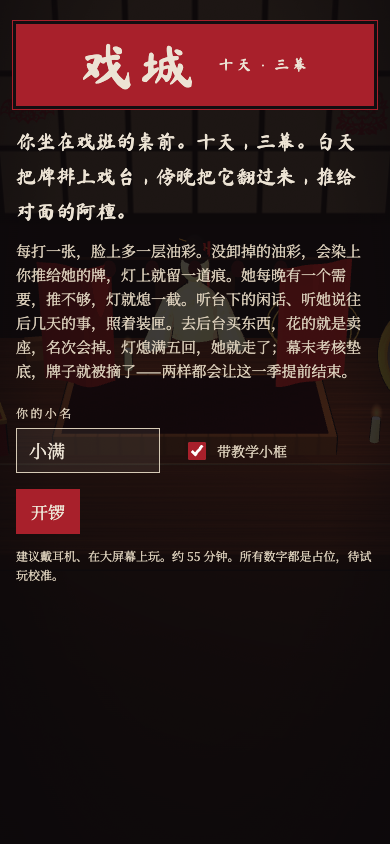 戏城 十天·三幕
你坐在戏班的桌前。十天，三幕。白天
把牌排上戏台，傍晚把它翻过来，推给
对面的阿檀。
每打一张，脸上多一层油彩。没卸掉的油彩，会染上
你推给她的牌，灯上就留一道痕。她每晚有一个需
要，推不够，灯就熄一截。听台下的闲话、听她说往
后几天的事，照着装匣。去后台买东西，花的就是卖
座，名次会掉。灯熄满五回，她就走了；幕末考核垫
底，牌子就被摘了——两样都会让这一季提前结束。
你的小名
小满
带教学小框
开锣
建议戴耳机、在大屏幕上玩。约 55 分钟。所有数字都是占位，待试
玩校准。